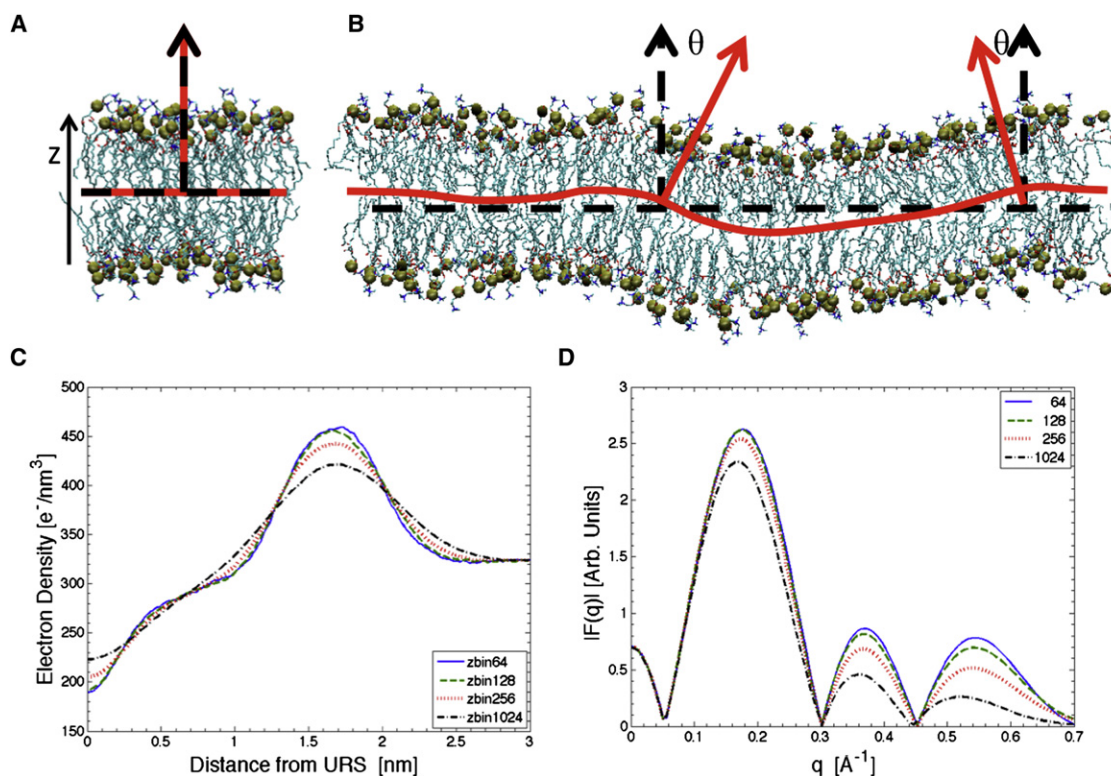 A
B
θ
θ
z
C
500
450
400
350
300
250
200
150
0
0.5
1
1.5
2
2.5
3
Electron Density [e⁻/nm³]
Distance from URS [nm]
zbin64
zbin128
zbin256
zbin1024
D
3
2.5
2
1.5
1
0.5
0
0
0.1
0.2
0.3
0.4
0.5
0.6
0.7
|F(q)| [Arb. Units]
q [Å⁻¹]
64
128
256
1024